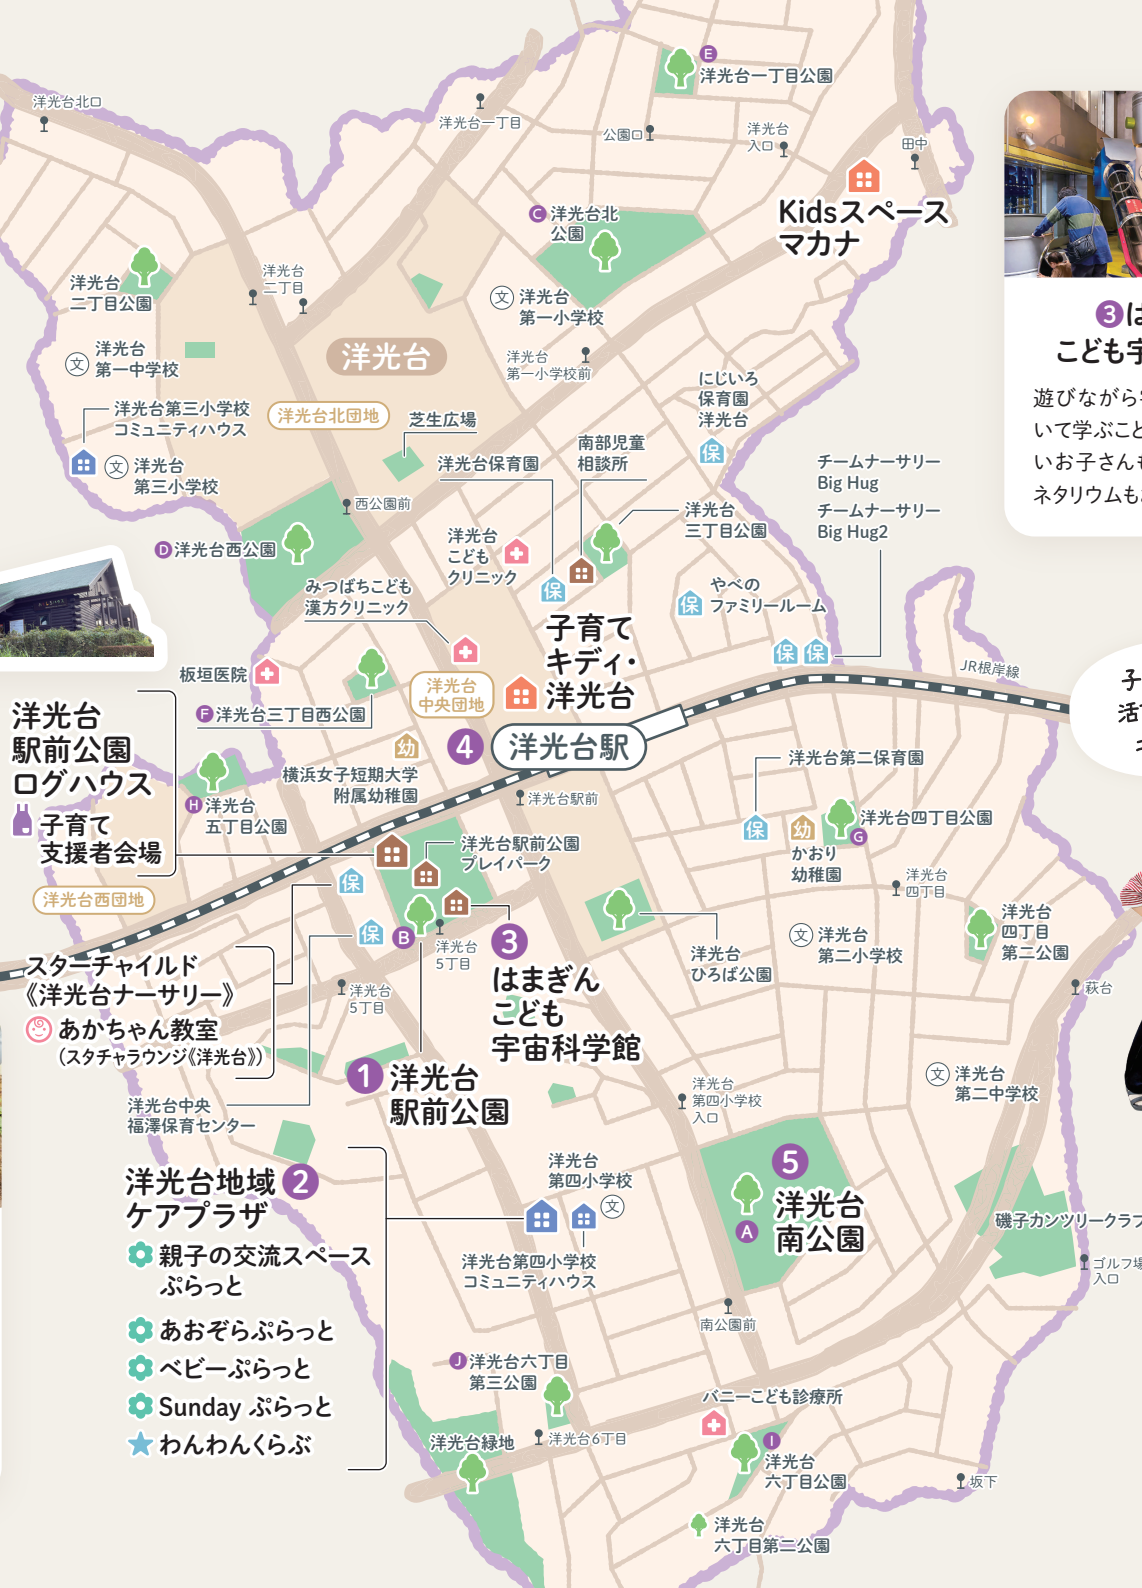 E
洋光台一丁目公園
洋光台北口
洋光台一丁目
公園口
洋光台
入口
田中
Kidsスペース
マカナ
C 洋光台北
公園
洋光台
二丁目公園
洋光台
二丁目
文 洋光台
第一小学校
3 は
こども宇
遊びながら宇
いて学ぶこと
いお子さんも
ネタリウムも
洋光台
文 洋光台
第一中学校
洋光台
第一小学校前
にじいろ
保育園
洋光台
保
洋光台第三小学校
コミュニティハウス
洋光台北団地
芝生広場
南部児童
相談所
洋光台保育園
文 洋光台
第三小学校
チームナーサリー
Big Hug
チームナーサリー
Big Hug2
西公園前
洋光台
三丁目公園
D 洋光台西公園
洋光台
こども
クリニック
みつばちこども
漢方クリニック
保
保 やべの
ファミリールーム
子育て
キディ・
洋光台
保 保
JR根岸線
板垣医院
洋光台
中央団地
F 洋光台三丁目西公園
洋光台
駅前公園
ログハウス
子育て
支援者会場
4 洋光台駅
幼
横浜女子短期大学
附属幼稚園
洋光台駅前
洋光台第二保育園
H 洋光台
五丁目公園
保 幼
かおり
幼稚園
洋光台四丁目公園
G
洋光台駅前公園
プレイパーク
洋光台西団地
保
保
B
洋光台
5丁目
洋光台
四丁目
洋光台
四丁目
第二公園
洋光台
ひろば公園
文 洋光台
第二小学校
3
はまぎん
こども
宇宙科学館
スターチャイルド
《洋光台ナーサリー》
あかちゃん教室
(スタチャラウンジ《洋光台》)
洋光台
5丁目
萩台
1 洋光台
駅前公園
洋光台中央
福澤保育センター
洋光台
第四小学校
入口
文 洋光台
第二中学校
洋光台地域 2
ケアプラザ
親子の交流スペース
ぷらっと
あおぞらぷらっと
ベビーぷらっと
Sunday ぷらっと
わんわんくらぶ
洋光台
第四小学校
文
洋光台第四小学校
コミュニティハウス
5
洋光台
南公園
A
磯子カンツリークラブ
ゴルフ場
入口
南公園前
J 洋光台六丁目
第三公園
洋光台緑地
洋光台6丁目
バニーこども診療所
I
洋光台
六丁目公園
坂下
洋光台
六丁目第二公園